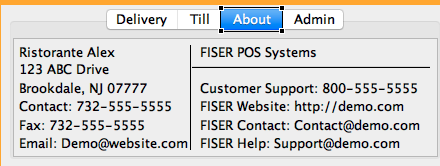 Delivery Till About Admin
Ristorante Alex
123 ABC Drive
Brookdale, NJ 07777
Contact: 732-555-5555
Fax: 732-555-5555
Email: Demo@website.com
FISER POS Systems
Customer Support: 800-555-5555
FISER Website: http://demo.com
FISER Contact: Contact@demo.com
FISER Help: Support@demo.com